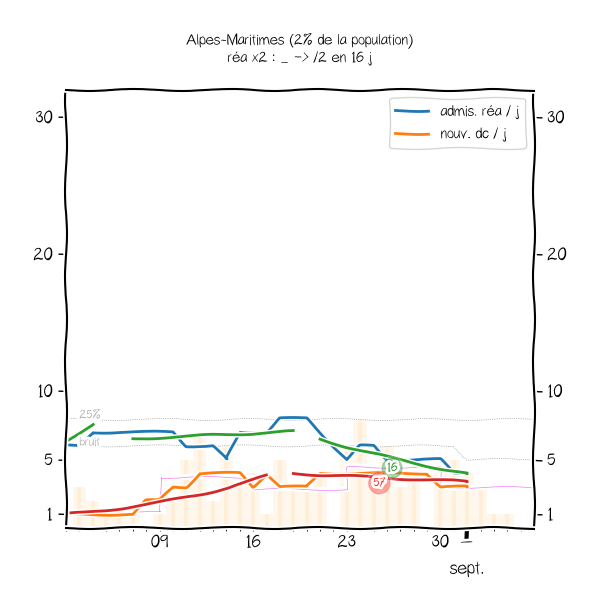 Alpes-Maritimes (2% de la population)
réa x2 : _ -> /2 en 16 j
admis. réa / j
nouv. dc / j
30 30
20 20
10 10
25%
bruit
5 5
16
57
1 1
09 16 23 30
sept.